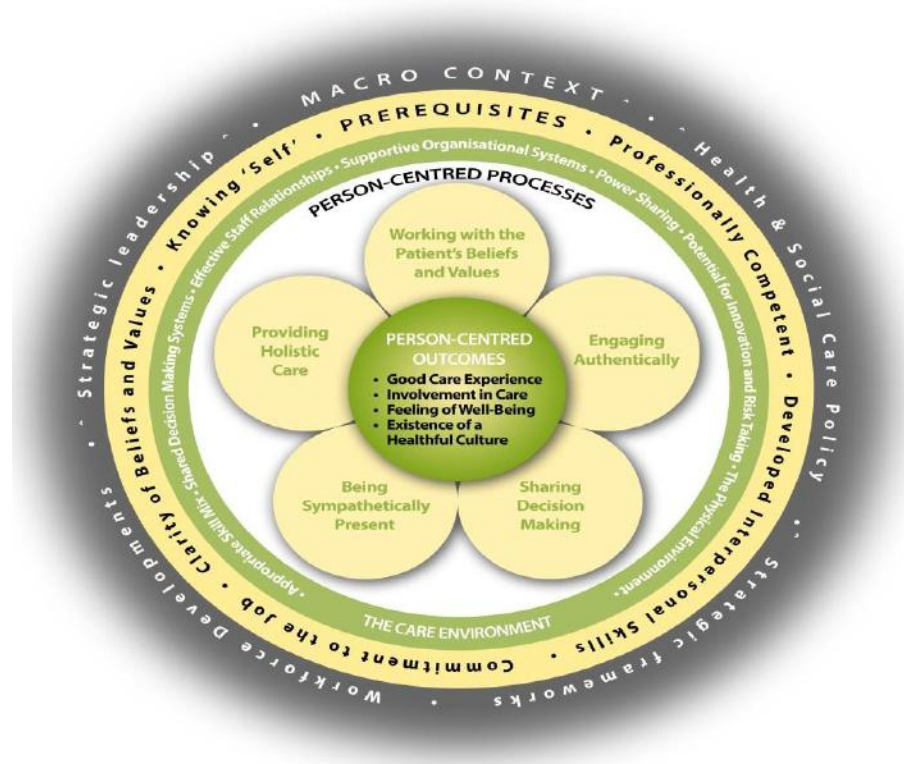 MACRO CONTEXT • Health & Social Care Policy • Strategic frameworks • Workforce Developments • Strategic leadership •
PREREQUISITES • Professionally Competent • Developed Interpersonal Skills • Commitment to the Job • Clarity of Beliefs and Values • Knowing 'Self' •
THE CARE ENVIRONMENT
• Appropriate Skill Mix • Shared Decision Making Systems • Effective Staff Relationships • Supportive Organisational Systems • Power Sharing • Potential for Innovation and Risk Taking • The Physical Environment •
PERSON-CENTRED PROCESSES
Working with the
Patient's Beliefs
and Values
Providing
Holistic
Care
Engaging
Authentically
PERSON-CENTRED
OUTCOMES
• Good Care Experience
• Involvement in Care
• Feeling of Well-Being
• Existence of a
Healthful Culture
Being
Sympathetically
Present
Sharing
Decision
Making